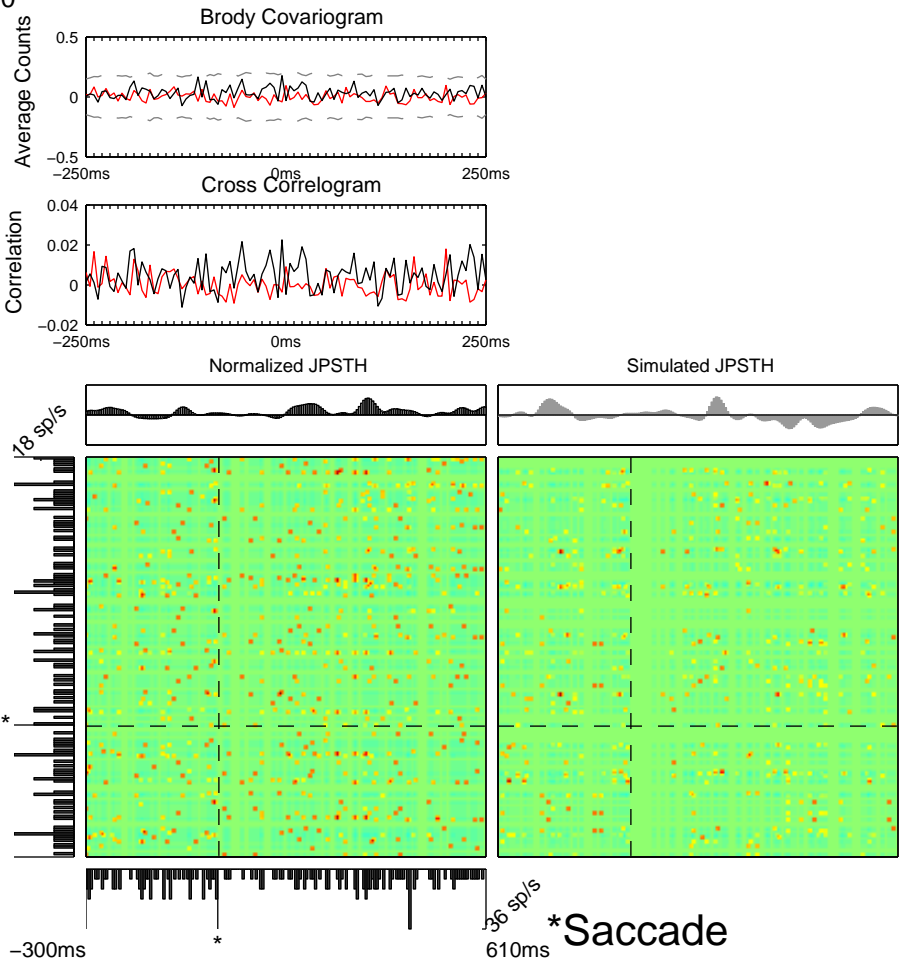 Brody Covariogram
Average Counts
0.5
0
−0.5
−250ms 0ms 250ms
Cross Correlogram
Correlation
0.04
0.02
0
−0.02
−250ms 0ms 250ms
Normalized JPSTH
Simulated JPSTH
18 sp/s
*
*
36 sp/s
−300ms
610ms
*Saccade